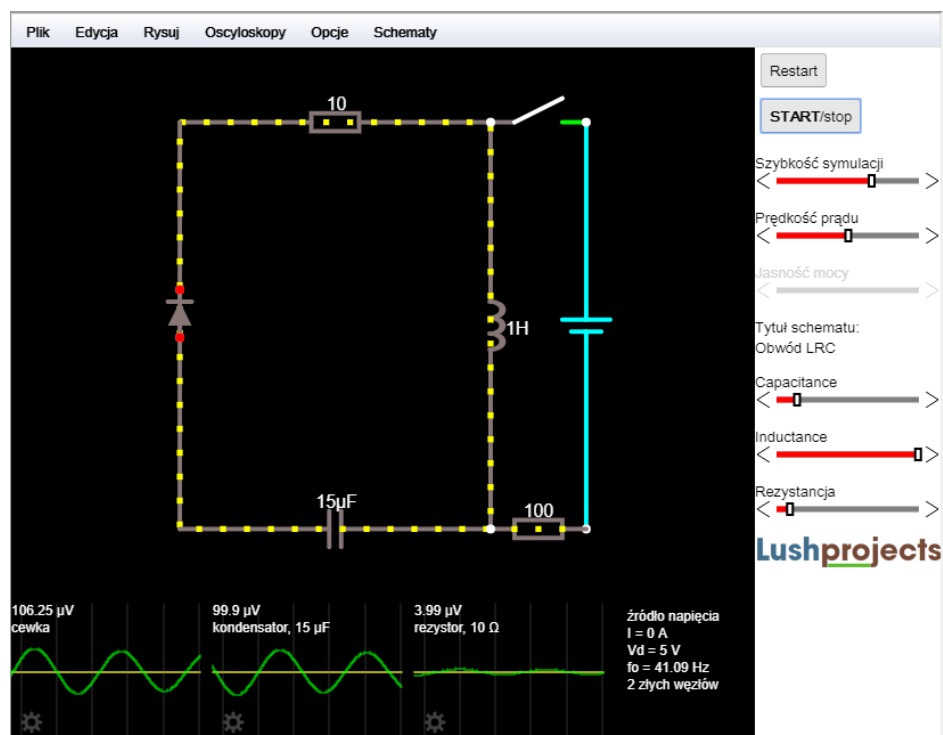 Plik Edycja Rysuj Oscyloskopy Opcje Schematy
Restart
START/stop
Szybkość symulacji
Prędkość prądu
Jasność mocy
Tytuł schematu:
Obwód LRC
Capacitance
Inductance
Rezystancja
Lushprojects
10
1H
15µF
100
106.25 µV
cewka
99.9 µV
kondensator, 15 µF
3.99 µV
rezystor, 10 Ω
źródło napięcia
I = 0 A
Vd = 5 V
fo = 41.09 Hz
2 złych węzłów